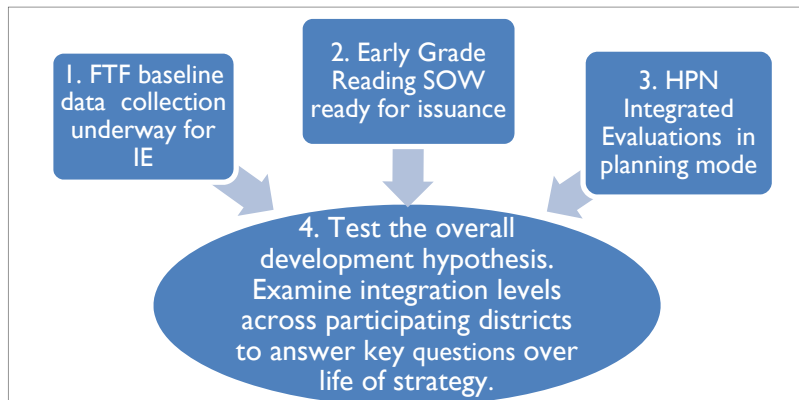 1. FTF baseline
data collection
underway for
IE
2. Early Grade
Reading SOW
ready for issuance
3. HPN
Integrated
Evaluations in
planning mode
4. Test the overall
development hypothesis.
Examine integration levels
across participating districts
to answer key questions over
life of strategy.